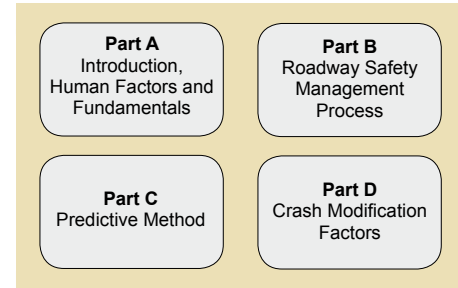 Part A
Introduction,
Human Factors and
Fundamentals
Part B
Roadway Safety
Management
Process
Part C
Predictive Method
Part D
Crash Modification
Factors